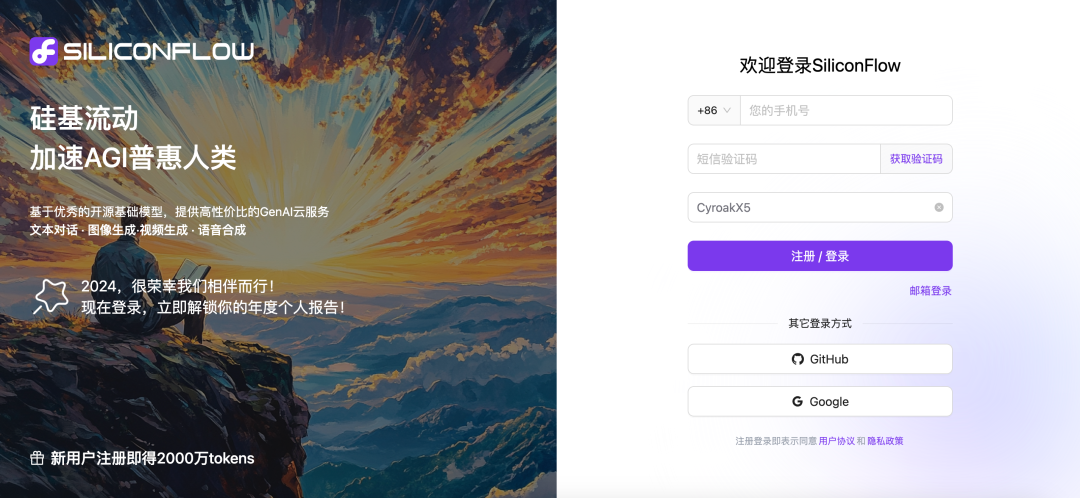 SILICONFLOW
硅基流动
加速AGI普惠人类
基于优秀的开源基础模型，提供高性价比的GenAI云服务
文本对话 · 图像生成·视频生成 · 语音合成
2024，很荣幸我们相伴而行！
现在登录，立即解锁你的年度个人报告！
新用户注册即得2000万tokens
欢迎登录SiliconFlow
+86 您的手机号
短信验证码 获取验证码
CyroakX5
注册 / 登录
邮箱登录
其它登录方式
GitHub
Google
注册登录即表示同意 用户协议 和 隐私政策